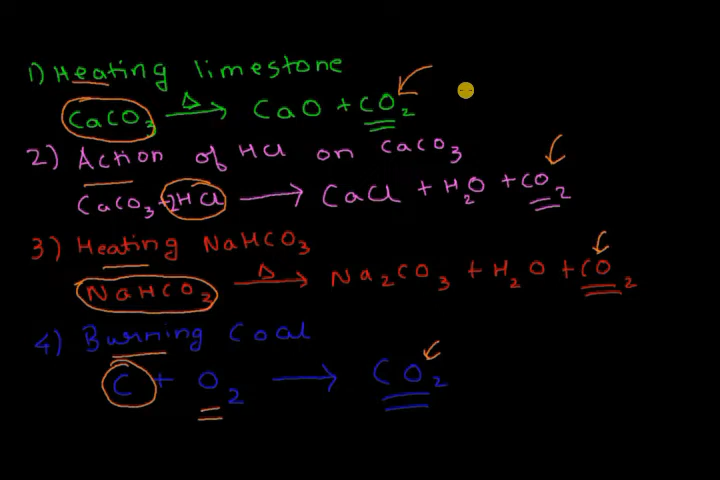 1) Heating limestone
CaCO3 Δ→ CaO + CO2
2) Action of HCl on CaCO3
CaCO3 + 2HCl → CaCl + H2O + CO2
3) Heating NaHCO3
NaHCO3 Δ→ Na2CO3 + H2O + CO2
4) Burning Coal
C + O2 → CO2